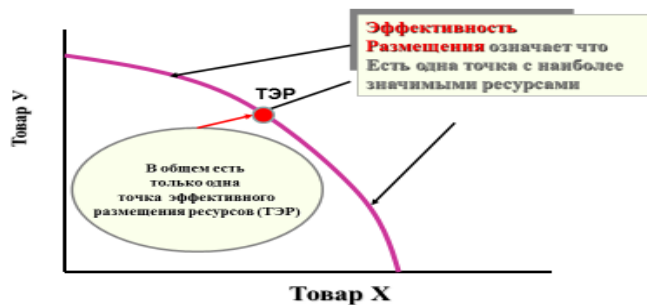 Эффективность
Размещения означает что
Есть одна точка с наиболее
значимыми ресурсами
ТЭР
Товар У
В общем есть
только одна
точка эффективного
размещения ресурсов (ТЭР)
Товар Х